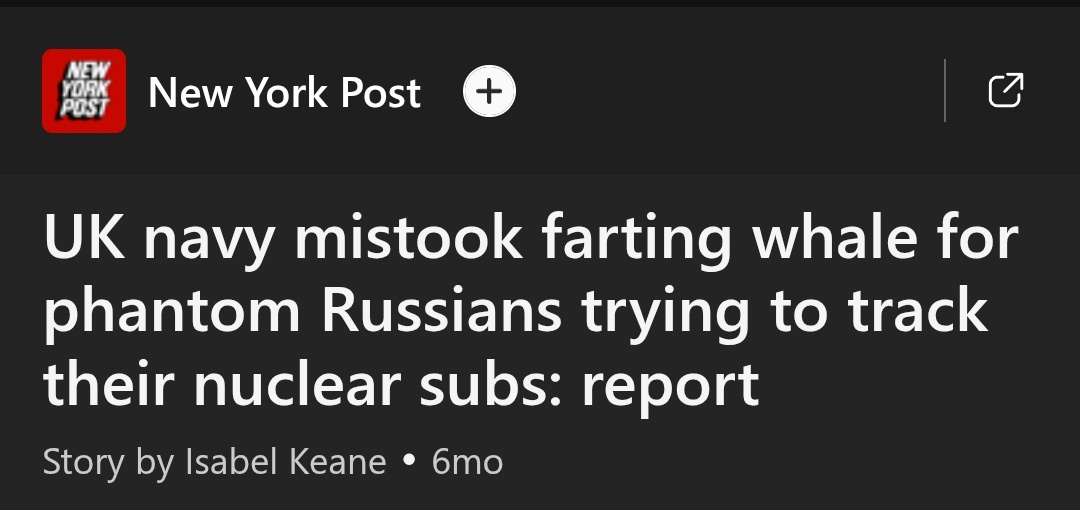 NEW
YORK
POST
New York Post
UK navy mistook farting whale for
phantom Russians trying to track
their nuclear subs: report
Story by Isabel Keane • 6mo